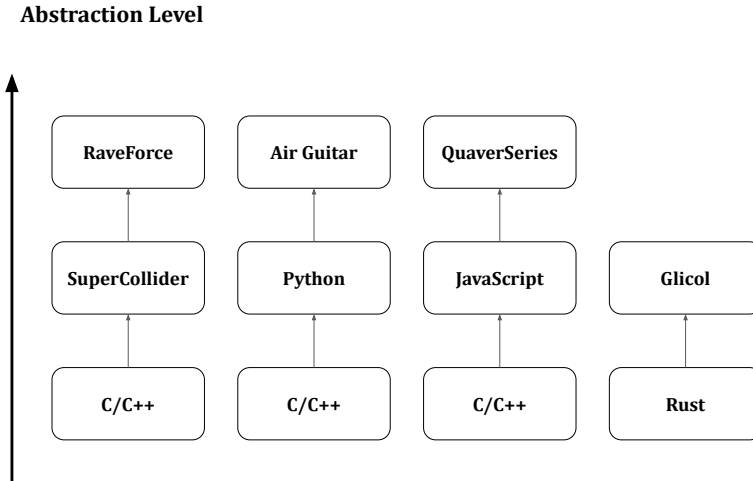 Abstraction Level
RaveForce
Air Guitar
QuaverSeries
SuperCollider
Python
JavaScript
Glicol
C/C++
C/C++
C/C++
Rust